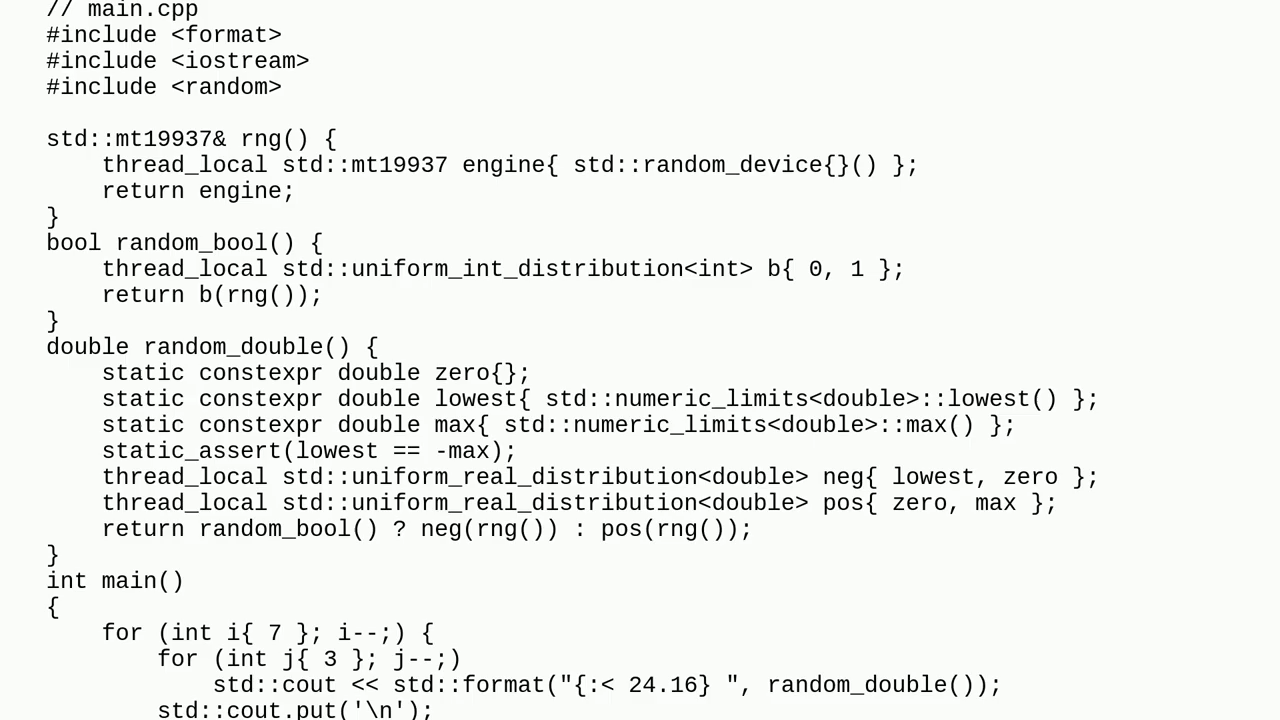 // main.cpp
#include <format>
#include <iostream>
#include <random>

std::mt19937& rng() {
    thread_local std::mt19937 engine{ std::random_device{}() };
    return engine;
}
bool random_bool() {
    thread_local std::uniform_int_distribution<int> b{ 0, 1 };
    return b(rng());
}
double random_double() {
    static constexpr double zero{};
    static constexpr double lowest{ std::numeric_limits<double>::lowest() };
    static constexpr double max{ std::numeric_limits<double>::max() };
    static_assert(lowest == -max);
    thread_local std::uniform_real_distribution<double> neg{ lowest, zero };
    thread_local std::uniform_real_distribution<double> pos{ zero, max };
    return random_bool() ? neg(rng()) : pos(rng());
}
int main()
{
    for (int i{ 7 }; i--;) {
        for (int j{ 3 }; j--;)
            std::cout << std::format("{:< 24.16} ", random_double());
        std::cout.put('\n');